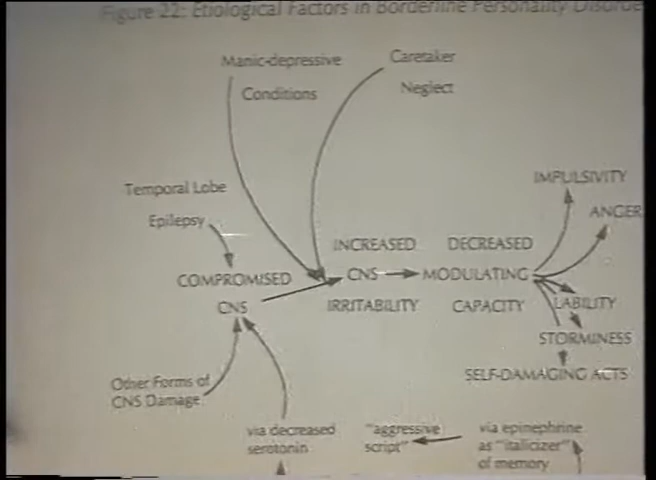 Figure 22: Etiological Factors in Borderline Personality Disorde
Manic-depressive
Conditions
Caretaker
Neglect
Temporal Lobe
Epilepsy
IMPULSIVITY
ANGER
INCREASED
CNS
IRRITABILITY
DECREASED
MODULATING
CAPACITY
COMPROMISED
CNS
LABILITY
STORMINESS
SELF-DAMAGING ACTS
Other Forms of
CNS Damage
via decreased
serotonin
"aggressive
script"
via epinephrine
as "itallicizer"
of memory